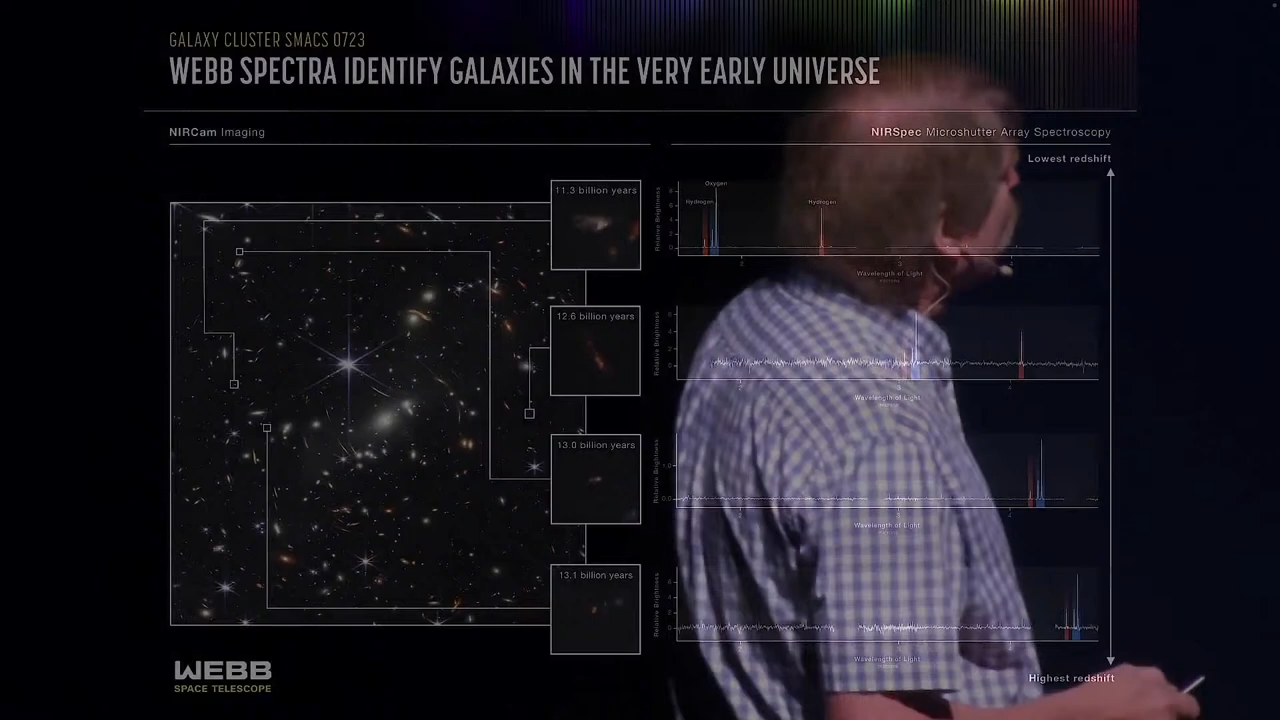 GALAXY CLUSTER SMACS 0723
WEBB SPECTRA IDENTIFY GALAXIES IN THE VERY EARLY UNIVERSE
NIRCam Imaging
NIRSpec Microshutter Array Spectroscopy
Lowest redshift
11.3 billion years
Relative Brightness
Hydrogen
Oxygen
Hydrogen
Wavelength of Light
12.6 billion years
Relative Brightness
Wavelength of Light
13.0 billion years
Relative Brightness
Wavelength of Light
13.1 billion years
Relative Brightness
Wavelength of Light
Highest redshift
WEBB
SPACE TELESCOPE